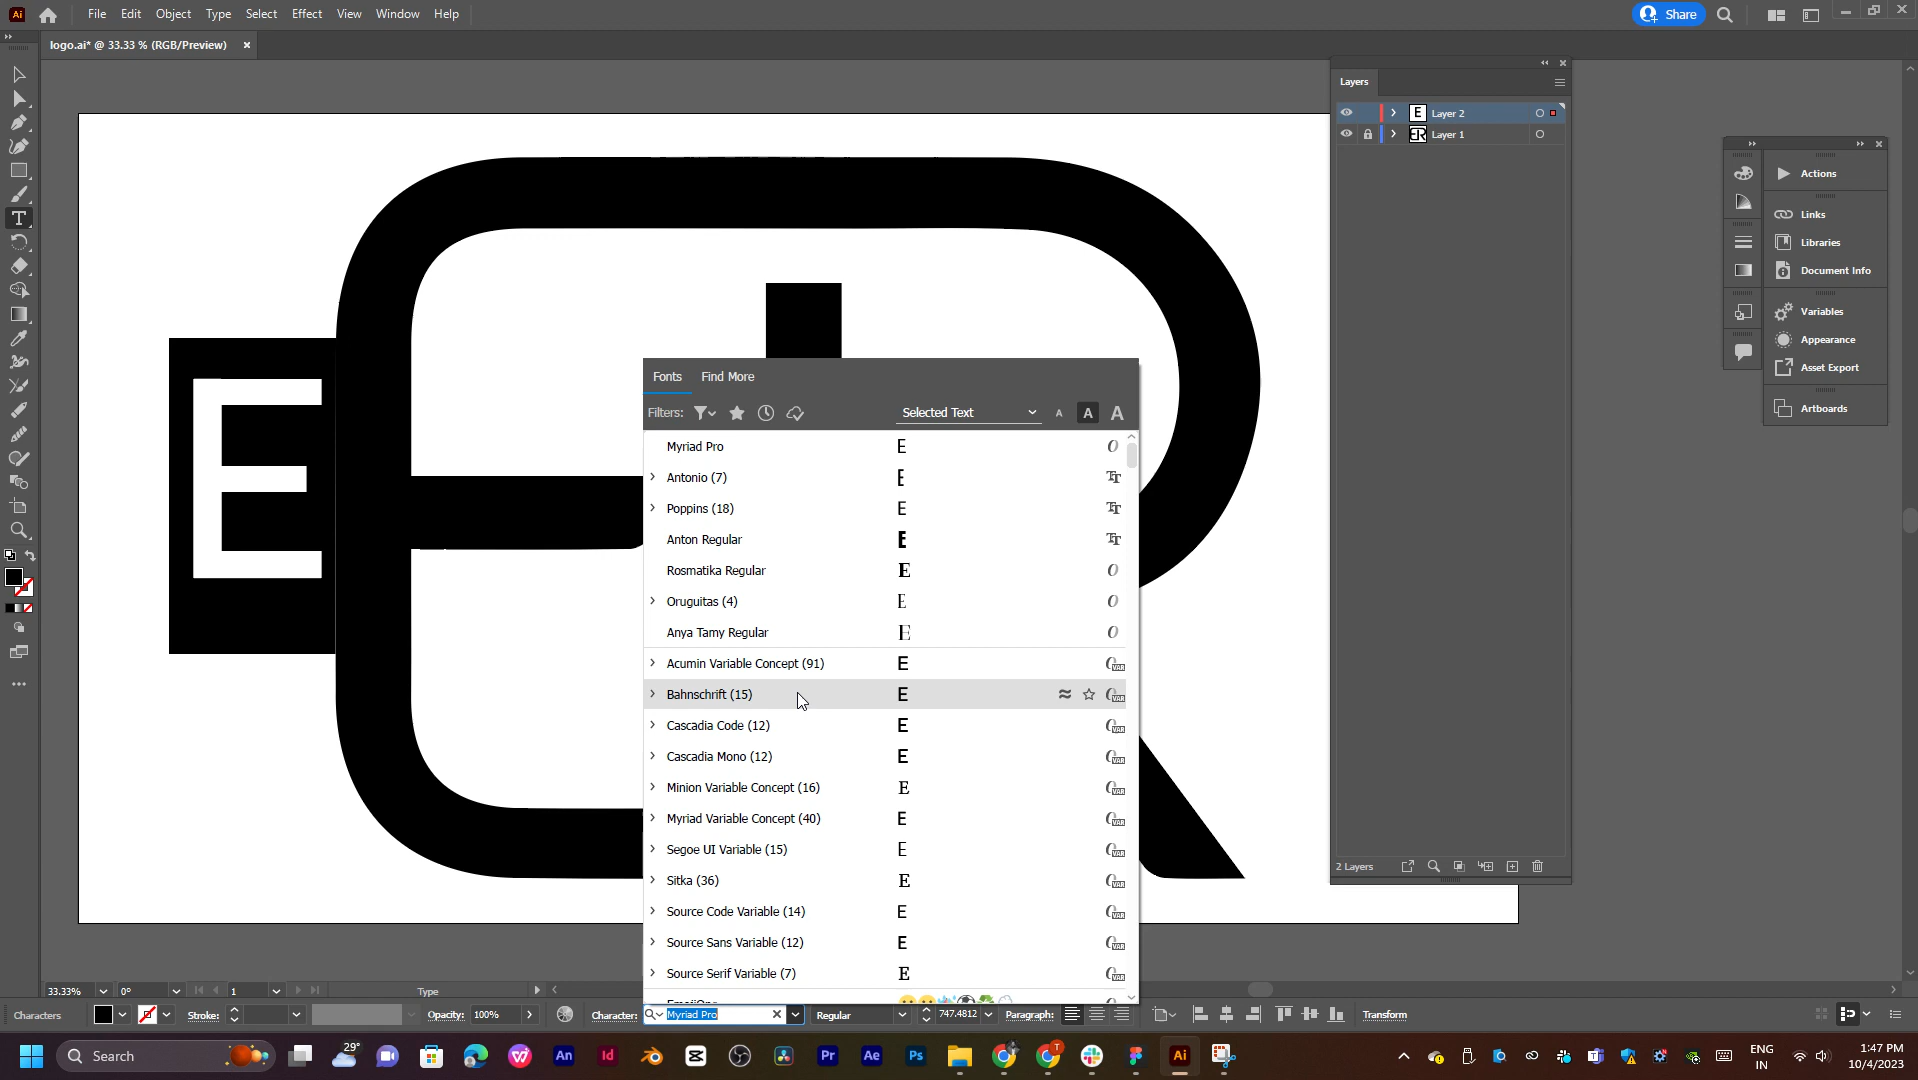 Ai File Edit Object Type Select Effect View Window Help Share
logo.ai* @ 33.33 % (RGB/Preview)
Layers
E Layer 2
Layer 1
Actions
Links
Libraries
Document Info
Variables
Appearance
Asset Export
Artboards
E
Fonts Find More
Filters: Selected Text A A A
Myriad Pro E
Antonio (7) E
Poppins (18) E
Anton Regular E
Rosmatika Regular E
Oruguitas (4) E
Anya Tamy Regular E
Acumin Variable Concept (91) E
Bahnschrift (15) E
Cascadia Code (12) E
Cascadia Mono (12) E
Minion Variable Concept (16) E
Myriad Variable Concept (40) E
Segoe UI Variable (15) E
Sitka (36) E
Source Code Variable (14) E
Source Sans Variable (12) E
Source Serif Variable (7) E
EmojiOne
2 Layers
33.33% 0° 1 Type
Characters Stroke: Opacity: 100% Character: Myriad Pro Regular 747.4812 Paragraph: Transform
Search 29° An Id Pr Ae Ps Ai ENG IN 1:47 PM 10/4/2023